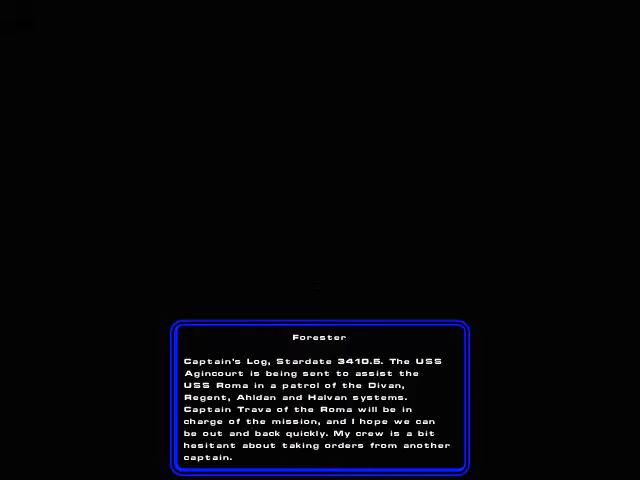 Forester
Captain's Log, Stardate 3410.5. The USS
Agincourt is being sent to assist the
USS Roma in a patrol of the Divan,
Regent, Ahldan and Halvan systems.
Captain Trava of the Roma will be in
charge of the mission, and I hope we can
be out and back quickly. My crew is a bit
hesitant about taking orders from another
captain.